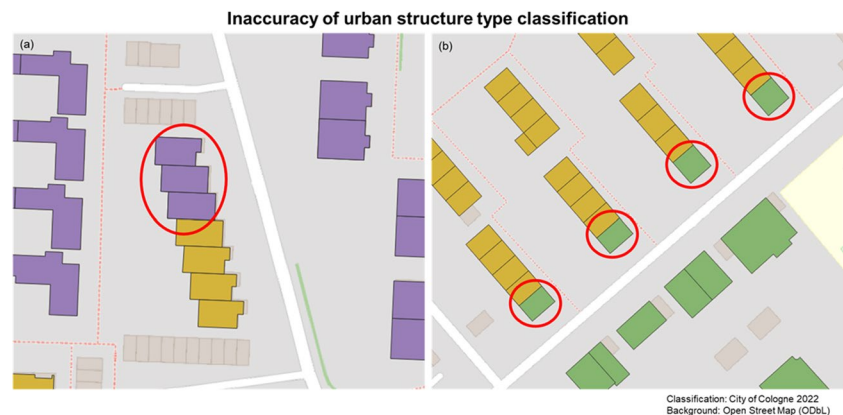 Inaccuracy of urban structure type classification
(a)
(b)
Classification: City of Cologne 2022
Background: Open Street Map (ODbL)